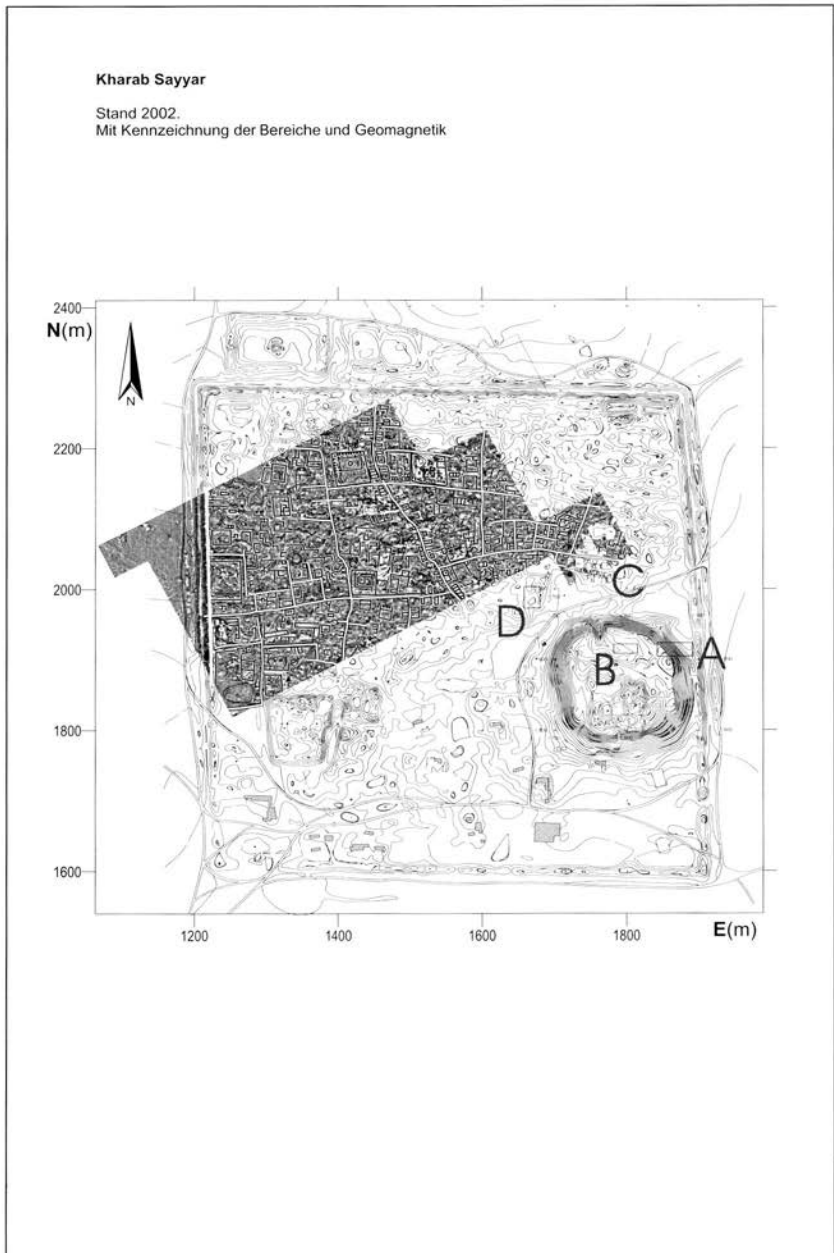 Kharab Sayyar
Stand 2002.
Mit Kennzeichnung der Bereiche und Geomagnetik
2400
N(m)
N
2200
2000
C
D
A
B
1800
1600
1200 1400 1600 1800
E(m)